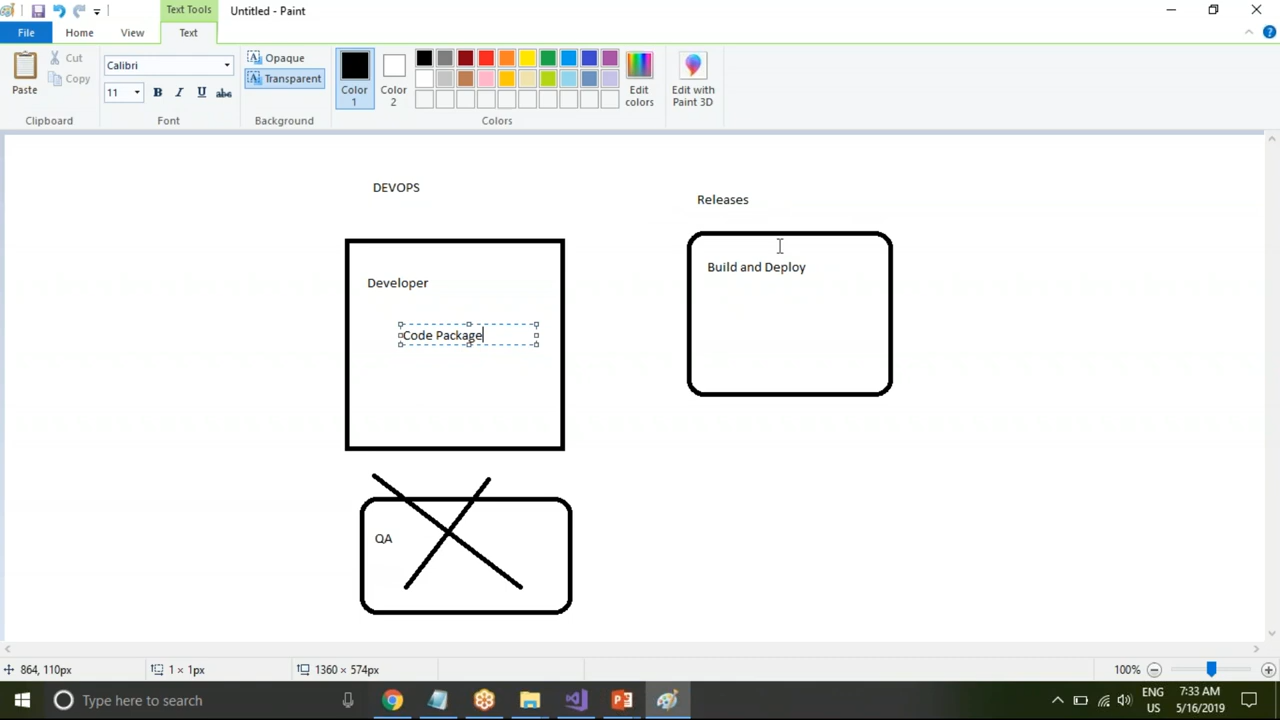 Text Tools
Untitled - Paint
File
Home
View
Text
Paste
Cut
Copy
Clipboard
Calibri
11
B I U abc
Font
Opaque
Transparent
Background
Color 1
Color 2
Edit colors
Colors
Edit with Paint 3D
DEVOPS
Releases
Developer
Build and Deploy
Code Package
QA
864, 110px
1 × 1px
1360 × 574px
100%
Type here to search
ENG
US
7:33 AM
5/16/2019